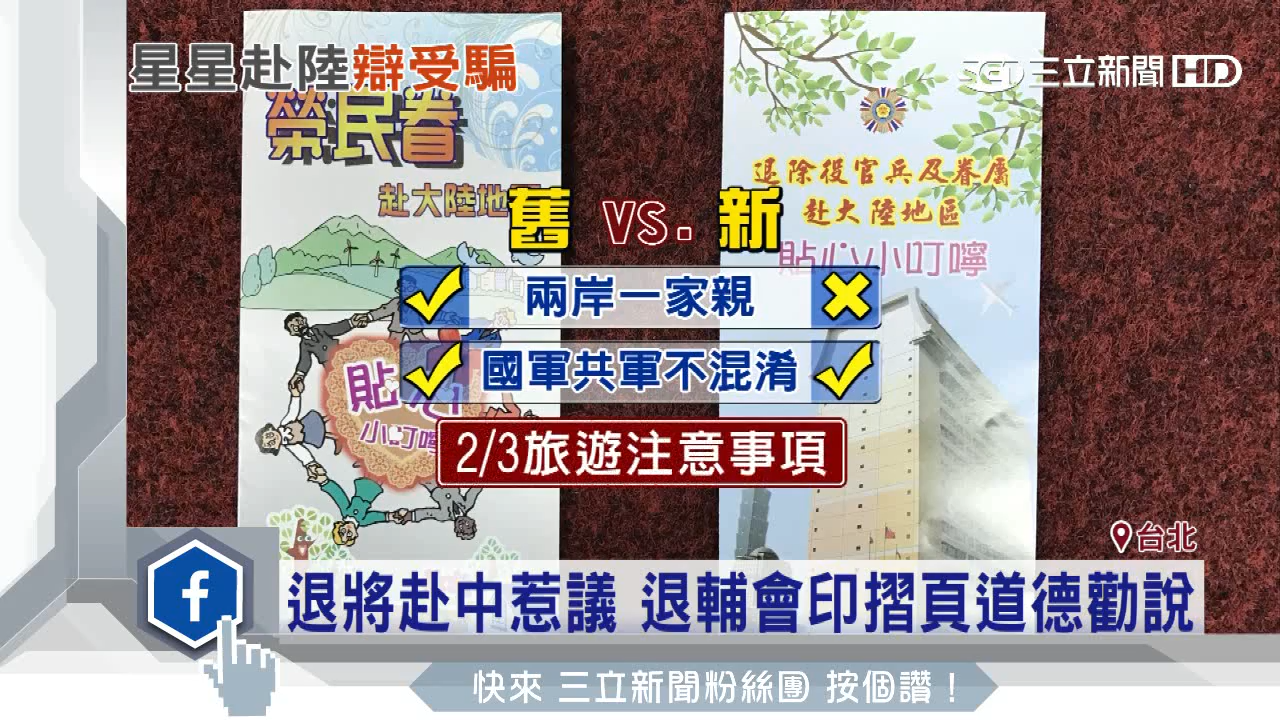 星星赴陸辯受騙
SET 三立新聞HD
榮民眷
赴大陸地
貼心
小叮嚀
退除役官兵及眷屬
赴大陸地區
貼心小叮嚀
舊 VS. 新
兩岸一家親
國軍共軍不混淆
2/3旅遊注意事項
台北
退將赴中惹議 退輔會印摺頁道德勸說
快來 三立新聞粉絲團 按個讚！